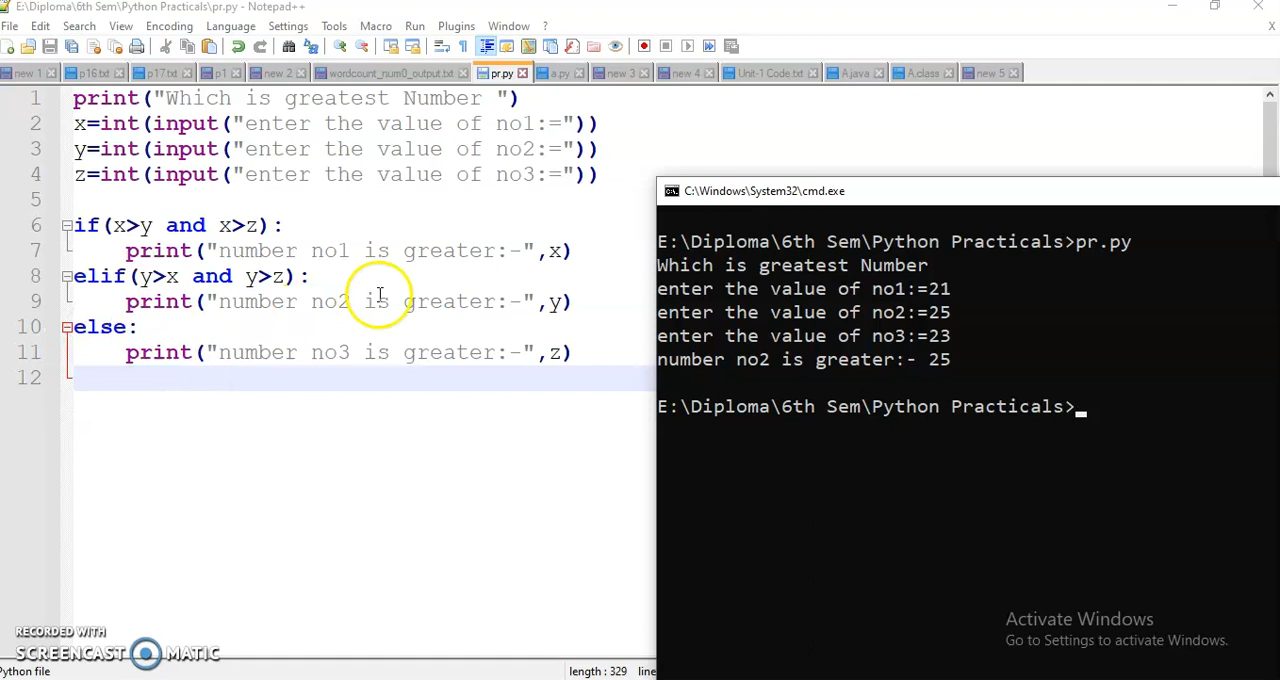 E:\Diploma\6th Sem\Python Practicals\pr.py - Notepad++
File Edit Search View Encoding Language Settings Tools Macro Run Plugins Window ?
X
new 1 p16.txt p17.txt p1 new 2 wordcount_num0_output.txt pr.py a.py new 3 new 4 Unit-1 Code.txt A.java A.class new 5
1 print("Which is greatest Number ")
2 x=int(input("enter the value of no1:="))
3 y=int(input("enter the value of no2:="))
4 z=int(input("enter the value of no3:="))
5
6 if(x>y and x>z):
7 print("number no1 is greater:-",x)
8 elif(y>x and y>z):
9 print("number no2 is greater:-",y)
10 else:
11 print("number no3 is greater:-",z)
12
C:\Windows\System32\cmd.exe
E:\Diploma\6th Sem\Python Practicals>pr.py
Which is greatest Number
enter the value of no1:=21
enter the value of no2:=25
enter the value of no3:=23
number no2 is greater:- 25
E:\Diploma\6th Sem\Python Practicals>
Activate Windows
Go to Settings to activate Windows.
RECORDED WITH
SCREENCAST MATIC
Python file length : 329 line